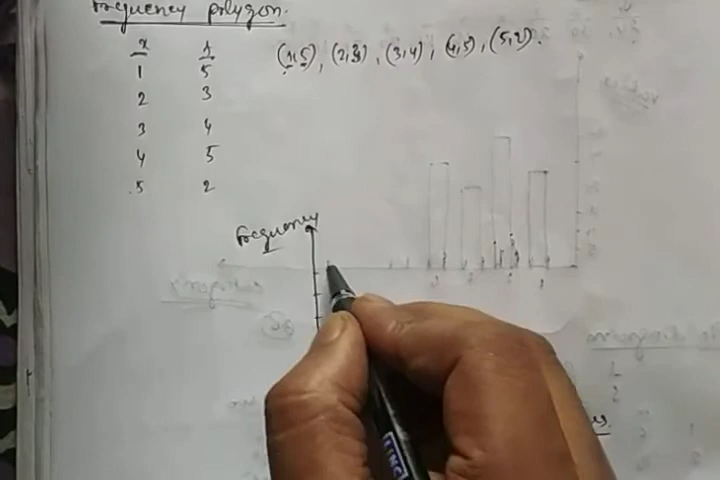 Frequency polygon.
x f (1,5), (2,3), (3,4), (4,5), (5,2).
1 5
2 3
3 4
4 5
5 2
Frequency
LINC